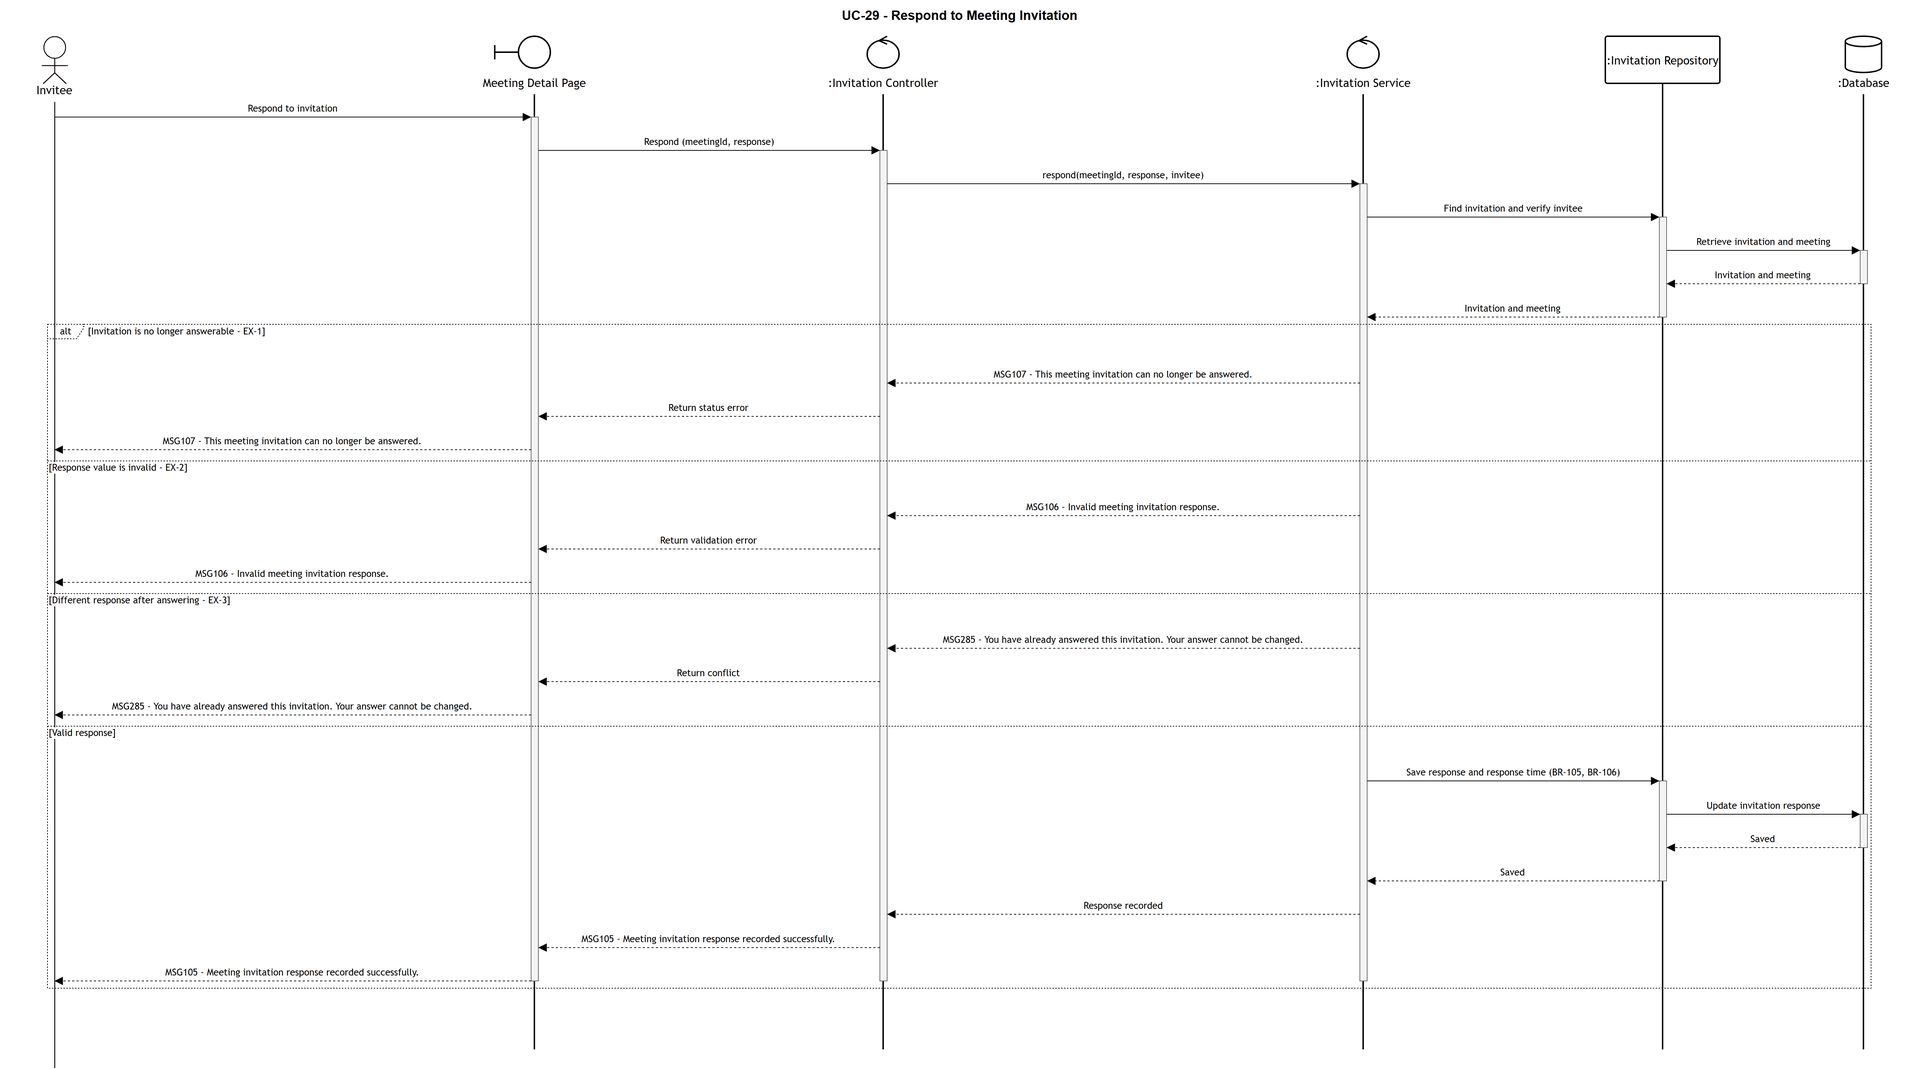 UC-29 - Respond to Meeting Invitation
Invitee
Meeting Detail Page
:Invitation Controller
:Invitation Service
:Invitation Repository
:Database
Respond to invitation
Respond (meetingId, response)
respond(meetingId, response, invitee)
Find invitation and verify invitee
Retrieve invitation and meeting
Invitation and meeting
Invitation and meeting
alt
[Invitation is no longer answerable - EX-1]
MSG107 - This meeting invitation can no longer be answered.
Return status error
MSG107 - This meeting invitation can no longer be answered.
[Response value is invalid - EX-2]
MSG106 - Invalid meeting invitation response.
Return validation error
MSG106 - Invalid meeting invitation response.
[Different response after answering - EX-3]
MSG285 - You have already answered this invitation. Your answer cannot be changed.
Return conflict
MSG285 - You have already answered this invitation. Your answer cannot be changed.
[Valid response]
Save response and response time (BR-105, BR-106)
Update invitation response
Saved
Saved
Response recorded
MSG105 - Meeting invitation response recorded successfully.
MSG105 - Meeting invitation response recorded successfully.